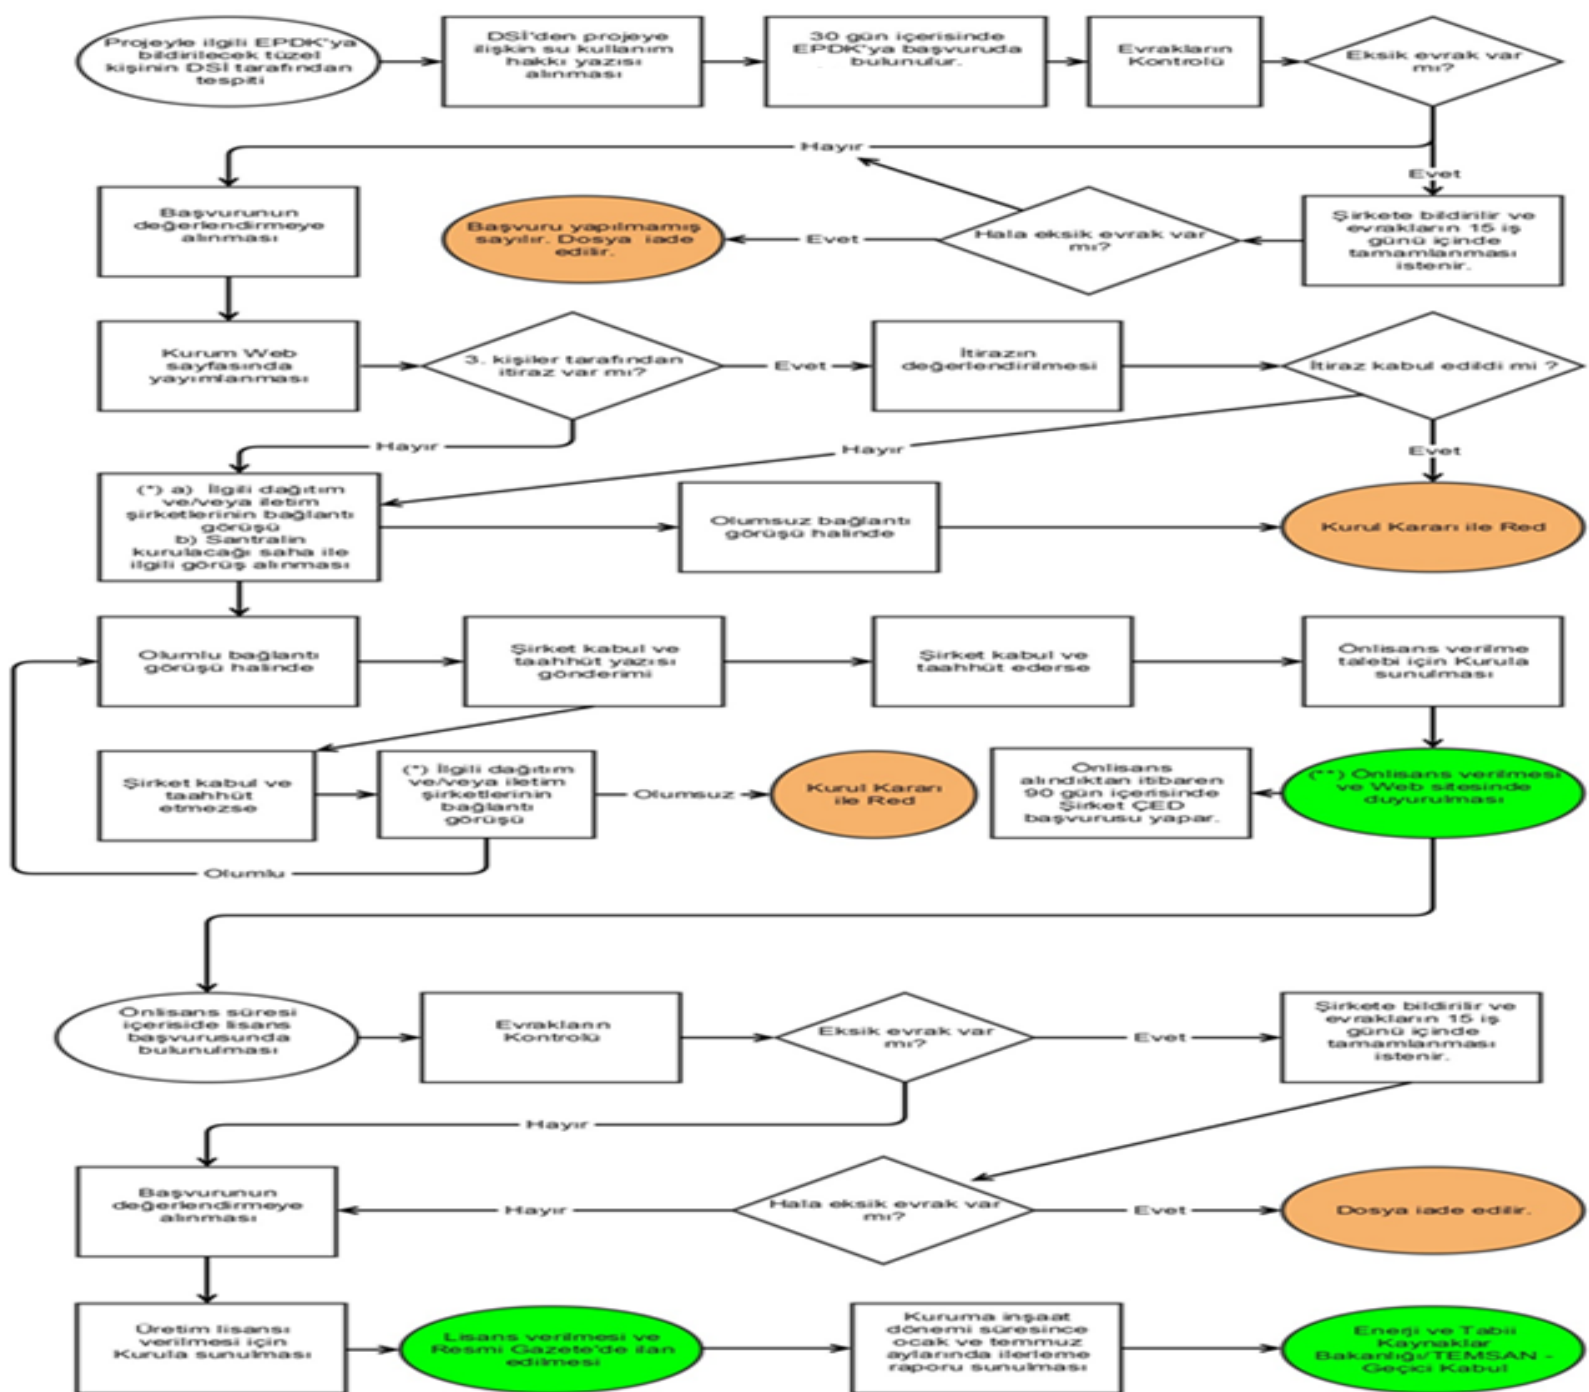 Projeyle ilgili EPDK'ya
bildirilecek tüzel
kişinin DSİ tarafından
tespiti
DSİ'den projeye
ilişkin su kullanım
hakkı yazısı
alınması
30 gün içerisinde
EPDK'ya başvuruda
bulunulur.
Evrakların
Kontrolü
Eksik evrak var
mı?
Hayır
Evet
Başvurunun
değerlendirmeye
alınması
Başvuru yapılmamış
sayılır. Dosya iade
edilir.
Evet
Hala eksik evrak var
mı?
Şirkete bildirilir ve
evrakların 15 iş
günü içinde
tamamlanması
istenir.
Kurum Web
sayfasında
yayımlanması
3. kişiler tarafından
itiraz var mı?
Evet
İtirazın
değerlendirilmesi
İtiraz kabul edildi mi ?
Hayır
Hayır
Evet
(*) a) İlgili dağıtım
ve/veya iletim
şirketlerinin bağlantı
görüşü
b) Santralin
kurulacağı saha ile
ilgili görüş alınması
Olumsuz bağlantı
görüşü halinde
Kurul Kararı ile Red
Olumlu bağlantı
görüşü halinde
Şirket kabul ve
taahhüt yazısı
gönderimi
Şirket kabul ve
taahhüt ederse
Önlisans verilme
talebi için Kurula
sunulması
Şirket kabul ve
taahhüt
etmezse
(*) İlgili dağıtım
ve/veya iletim
şirketlerinin
bağlantı
görüşü
Olumsuz
Kurul Kararı
ile Red
Önlisans
alındıktan itibaren
90 gün içerisinde
Şirket ÇED
başvurusu yapar.
(**) Önlisans verilmesi
ve Web sitesinde
duyurulması
Olumlu
Önlisans süresi
içeriside lisans
başvurusunda
bulunulması
Evrakların
Kontrolü
Eksik evrak var
mı?
Evet
Şirkete bildirilir ve
evrakların 15 iş
günü içinde
tamamlanması
istenir.
Hayır
Başvurunun
değerlendirmeye
alınması
Hayır
Hala eksik evrak var
mı?
Evet
Dosya iade edilir.
Üretim lisansı
verilmesi için
Kurula sunulması
Lisans verilmesi ve
Resmi Gazete'de ilan
edilmesi
Kuruma inşaat
dönemi süresince
ocak ve temmuz
aylarında ilerleme
raporu sunulması
Enerji ve Tabii
Kaynaklar
Bakanlığı/TEMSAN -
Geçici Kabul